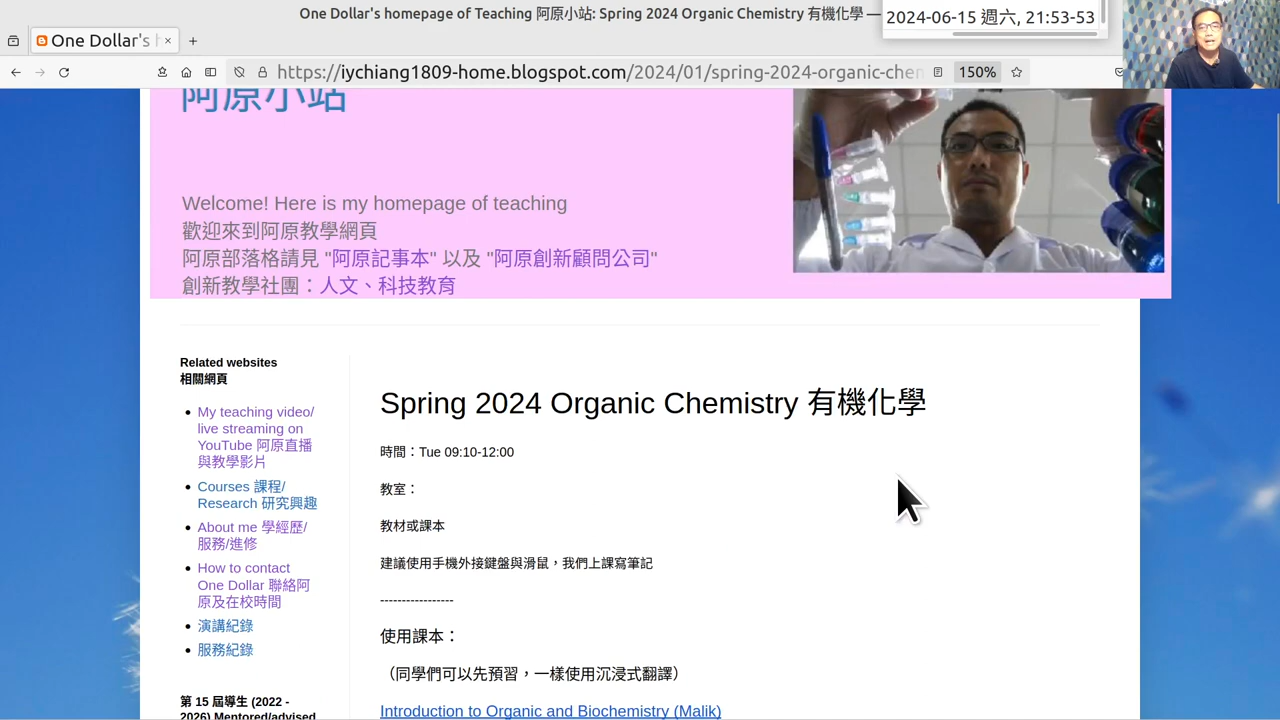 One Dollar's homepage of Teaching 阿原小站: Spring 2024 Organic Chemistry 有機化學 —
2024-06-15 週六, 21:53-53
One Dollar's
https://iychiang1809-home.blogspot.com/2024/01/spring-2024-organic-chem
150%
阿原小站
Welcome! Here is my homepage of teaching
歡迎來到阿原教學網頁
阿原部落格請見 "阿原記事本" 以及 "阿原創新顧問公司"
創新教學社團：人文、科技教育
Related websites
相關網頁
My teaching video/
live streaming on
YouTube 阿原直播
與教學影片
Courses 課程/
Research 研究興趣
About me 學經歷/
服務/進修
How to contact
One Dollar 聯絡阿
原及在校時間
演講紀錄
服務紀錄
第 15 屆導生 (2022 -
2026) Mentored/advised
Spring 2024 Organic Chemistry 有機化學
時間：Tue 09:10-12:00
教室：
教材或課本
建議使用手機外接鍵盤與滑鼠，我們上課寫筆記
-----------------
使用課本：
（同學們可以先預習，一樣使用沉浸式翻譯）
Introduction to Organic and Biochemistry (Malik)